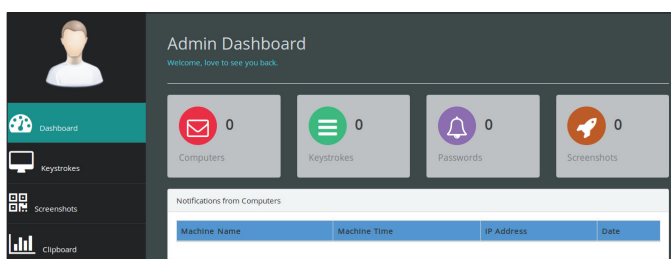 Admin Dashboard
Welcome, love to see you back.
Dashboard
Keystrokes
Screenshots
Clipboard
0
Computers
0
Keystrokes
0
Passwords
0
Screenshots
Notifications from Computers
Machine Name Machine Time IP Address Date